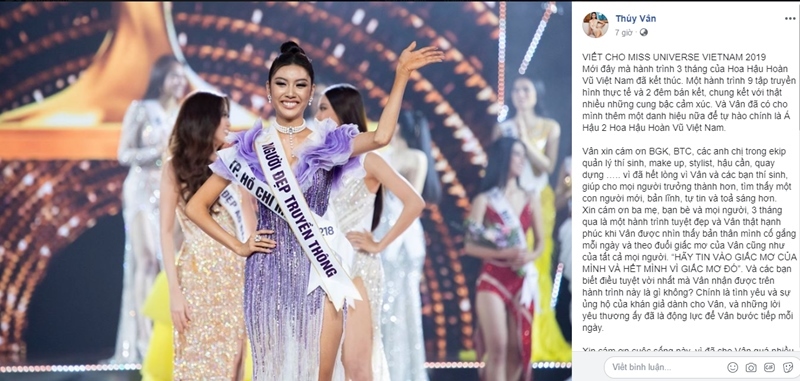 NGƯỜI ĐẸP TRUYỀN THÔNG
TP. HỒ CHÍ
218
Thúy Vân
7 giờ
VIẾT CHO MISS UNIVERSE VIETNAM 2019
Mới đây mà hành trình 3 tháng của Hoa Hậu Hoàn
Vũ Việt Nam đã kết thúc. Một hành trình 9 tập truyền
hình thực tế và 2 đêm bán kết, chung kết với thật
nhiều những cung bậc cảm xúc. Và Vân đã có cho
mình thêm một danh hiệu nữa để tự hào chính là Á
Hậu 2 Hoa Hậu Hoàn Vũ Việt Nam.
Vân xin cám ơn BGK, BTC, các anh chị trong ekip
quản lý thí sinh, make up, stylist, hậu cần, quay
dựng ..... vì đã hết lòng vì Vân và các bạn thí sinh,
giúp cho mọi người trưởng thành hơn, tìm thấy một
con người mới, bản lĩnh, tự tin và toả sáng hơn.
Xin cám ơn ba mẹ, bạn bè và mọi người, 3 tháng
qua là một hành trình tuyệt đẹp và Vân thật hạnh
phúc khi Vân được nhìn thấy bản thân mình cố gắng
mỗi ngày và theo đuổi giấc mơ của Vân cũng như
của tất cả mọi người. “HÃY TIN VÀO GIẤC MƠ CỦA
MÌNH VÀ HẾT MÌNH VÌ GIẤC MƠ ĐÓ”. Và các bạn
biết điều tuyệt vời nhất mà Vân nhận được trên
hành trình này là gì không? Chính là tình yêu và sự
ủng hộ của khán giả dành cho Vân, và những lời
yêu thương ấy đã là động lực để Vân bước tiếp mỗi
ngày.
Xin cám ơn cuộc sống này, vì đã cho Vân quá nhiều
Viết bình luận...